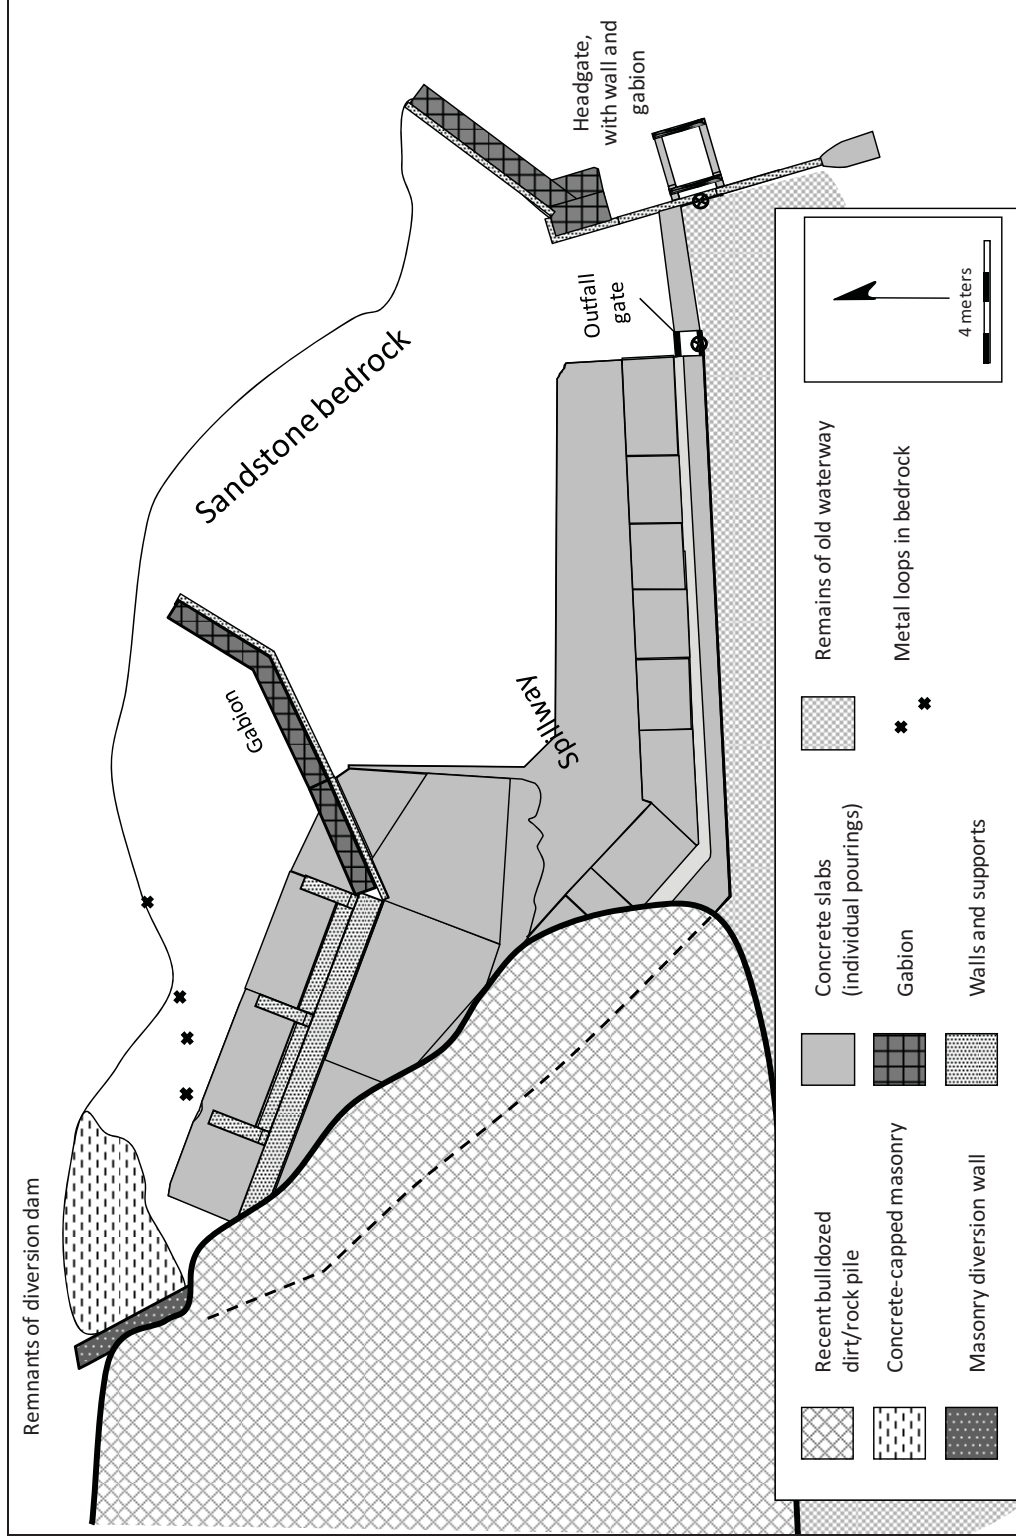 Remnants of diversion dam
Sandstone bedrock
Gabion
Spillway
Outfall
gate
Headgate,
with wall and
gabion
Recent bulldozed
dirt/rock pile
Concrete-capped masonry
Masonry diversion wall
Concrete slabs
(individual pourings)
Gabion
Walls and supports
Remains of old waterway
Metal loops in bedrock
4 meters